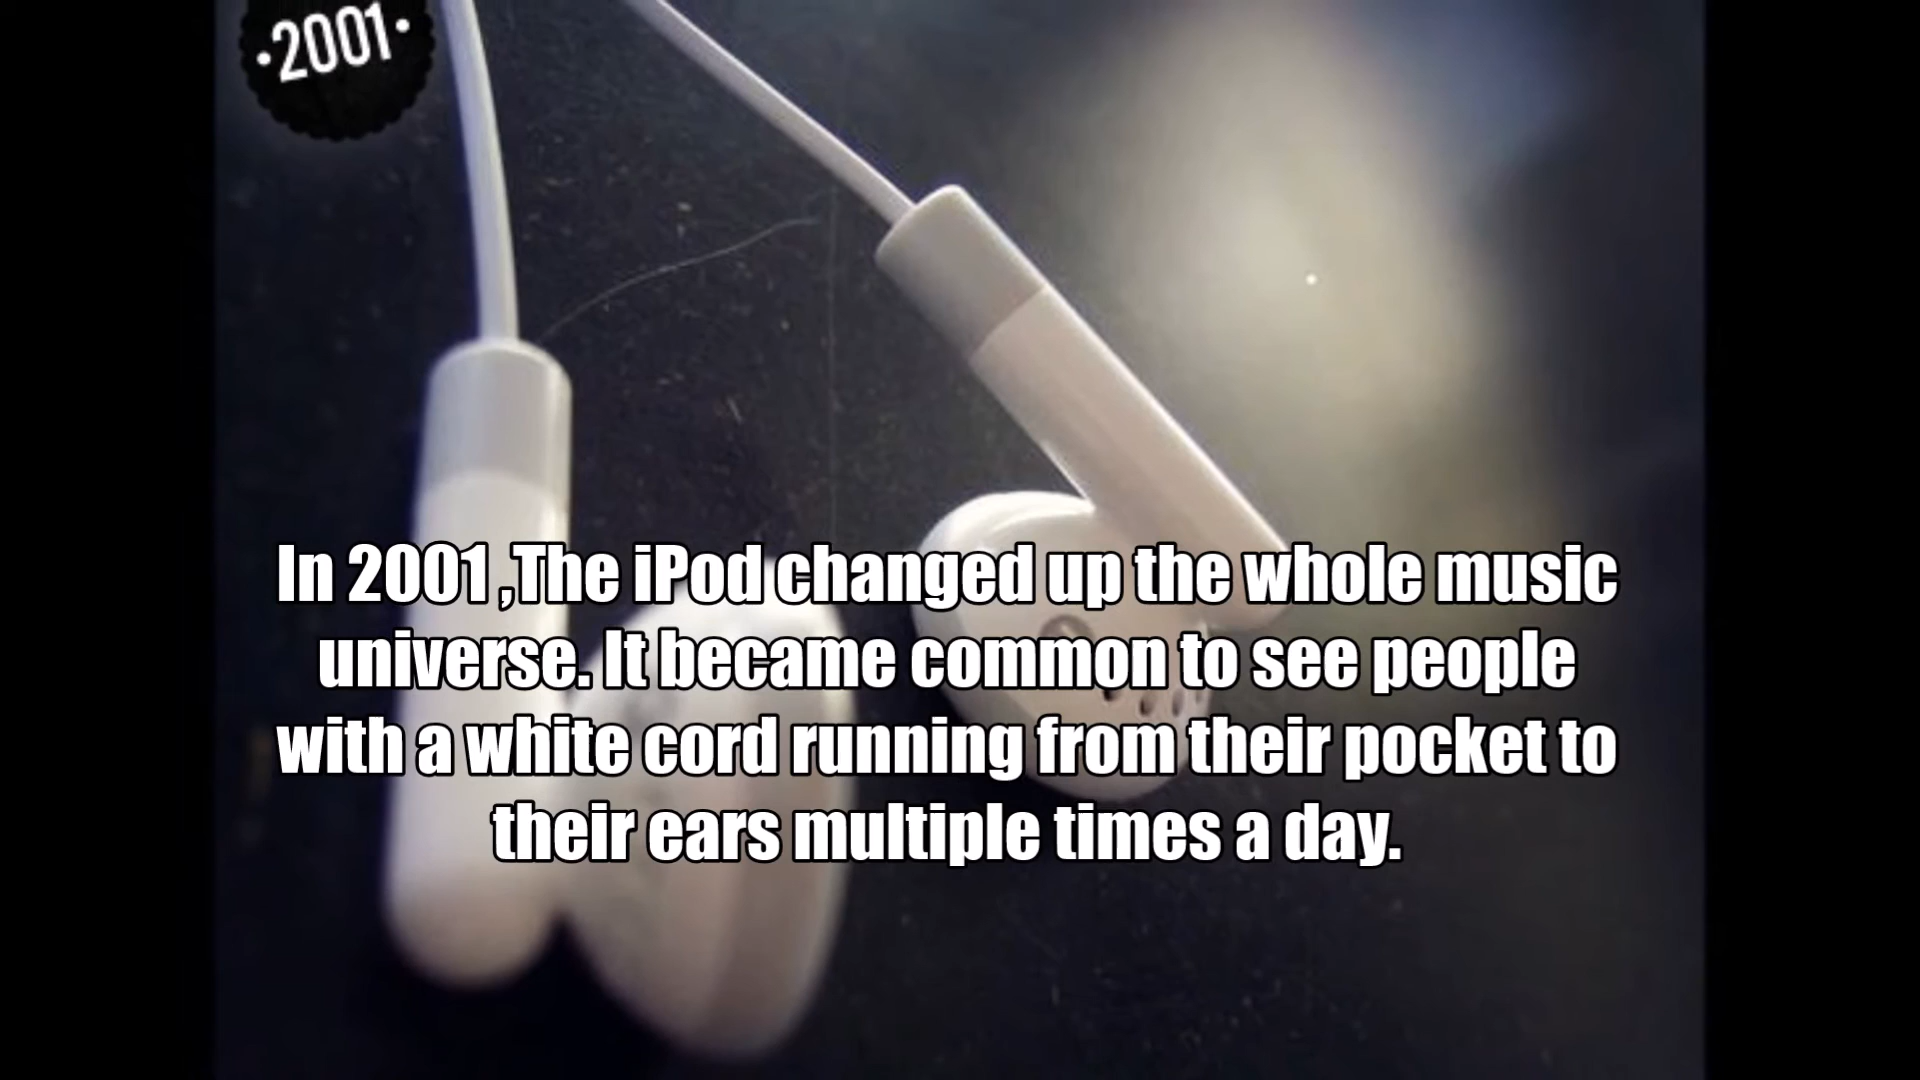 ·2001·
In 2001 ,The iPod changed up the whole music
universe. It became common to see people
with a white cord running from their pocket to
their ears multiple times a day.